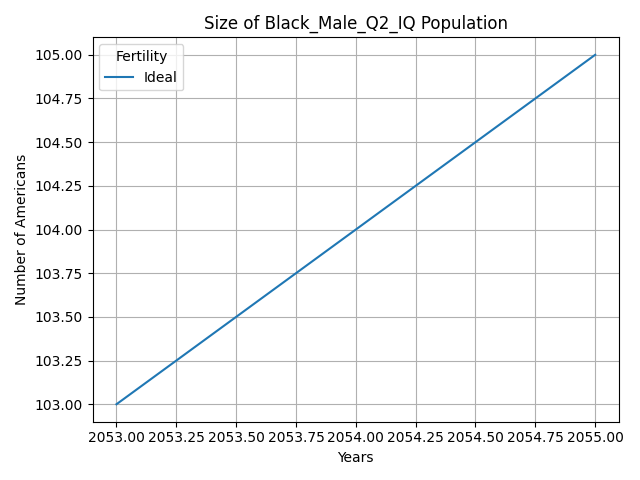 Size of Black_Male_Q2_IQ Population
Fertility
Ideal
105.00
104.75
104.50
104.25
104.00
103.75
103.50
103.25
103.00
Number of Americans
2053.00 2053.25 2053.50 2053.75 2054.00 2054.25 2054.50 2054.75 2055.00
Years